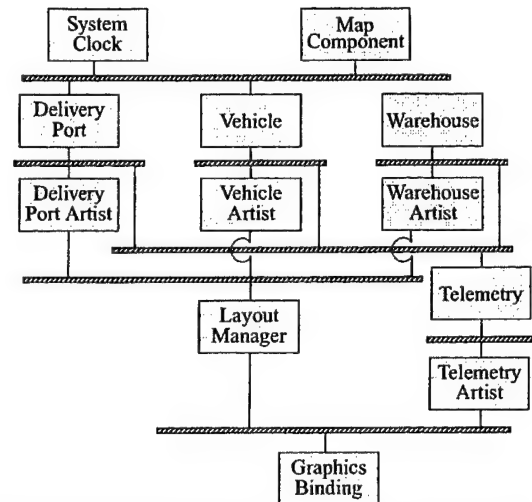 System
Clock
Map
Component
Delivery
Port
Vehicle
Warehouse
Delivery
Port Artist
Vehicle
Artist
Warehouse
Artist
Telemetry
Layout
Manager
Telemetry
Artist
Graphics
Binding